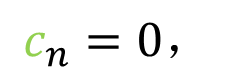 cₙ = 0，